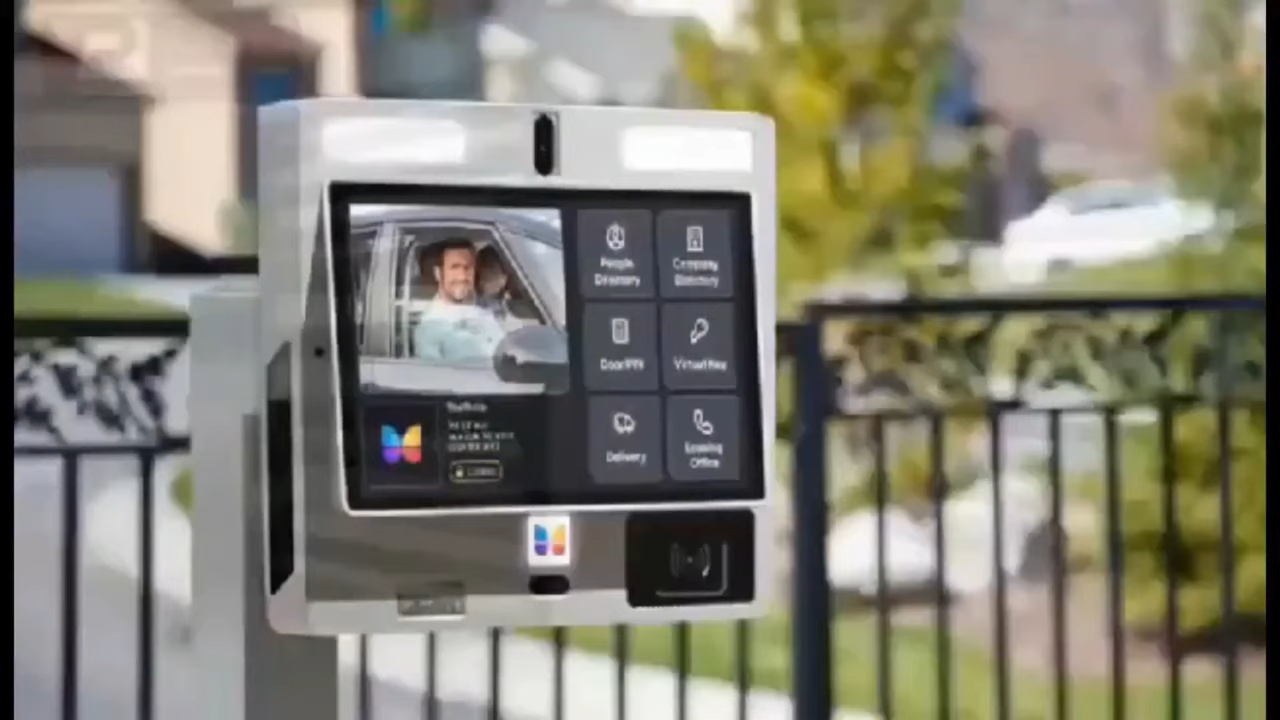 People
Directory
Company
Directory
Door PIN
Virtual Key
Delivery
Leasing
Office